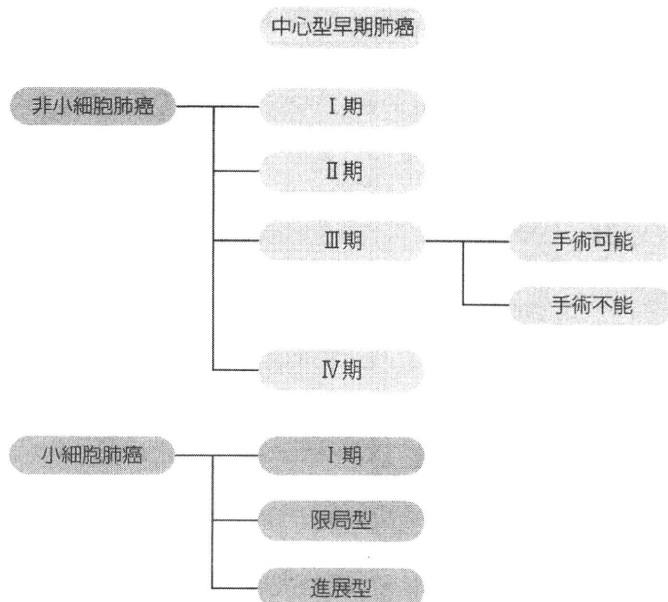 中心型早期肺癌
非小細胞肺癌
Ⅰ期
Ⅱ期
Ⅲ期
手術可能
手術不能
Ⅳ期
小細胞肺癌
Ⅰ期
限局型
進展型